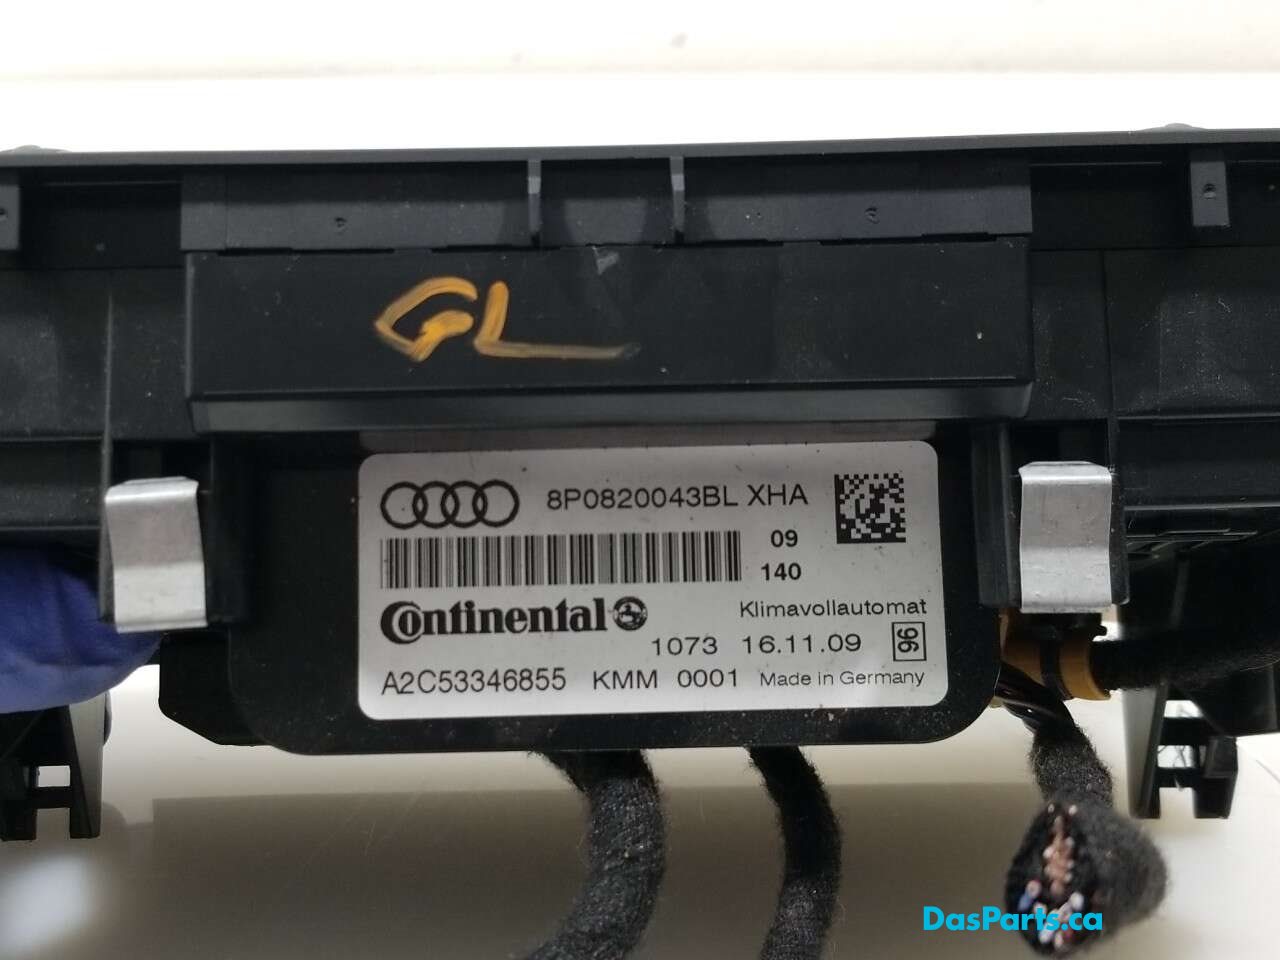 GL
8P0820043BL XHA
09
140
Continental
Klimavollautomat
1073 16.11.09 96
A2C53346855 KMM 0001 Made in Germany
DasParts.ca